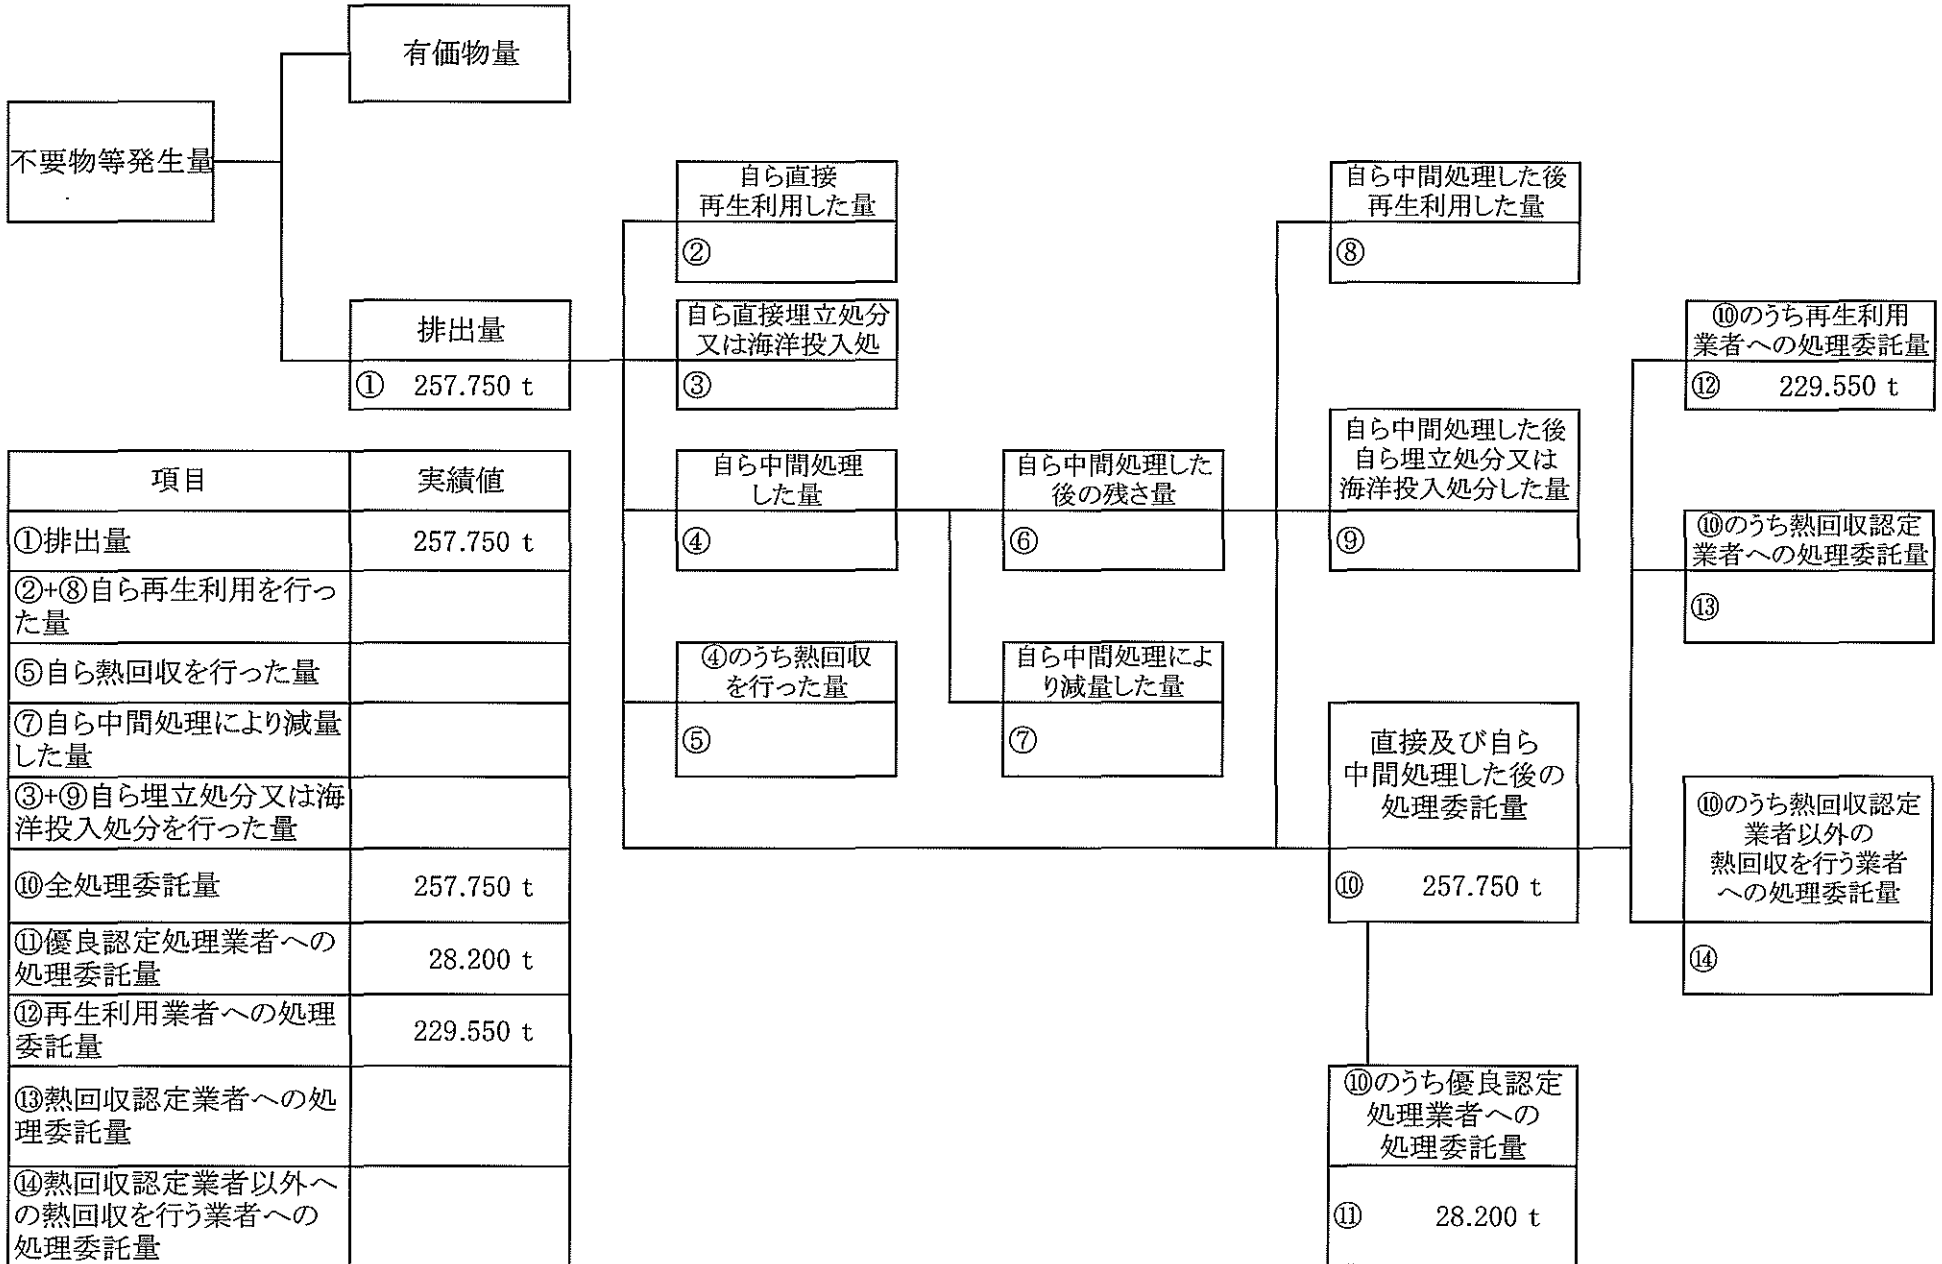 有価物量
不要物等発生量
自ら直接
再生利用した量
②
自ら中間処理した後
再生利用した量
⑧
排出量
① 257.750 t
自ら直接埋立処分
又は海洋投入処
③
⑩のうち再生利用
業者への処理委託量
⑫ 229.550 t
自ら中間処理
した量
④
自ら中間処理した
後の残さ量
⑥
自ら中間処理した後
自ら埋立処分又は
海洋投入処分した量
⑨
⑩のうち熱回収認定
業者への処理委託量
⑬
④のうち熱回収
を行った量
⑤
自ら中間処理によ
り減量した量
⑦
直接及び自ら
中間処理した後の
処理委託量
⑩ 257.750 t
⑩のうち熱回収認定
業者以外の
熱回収を行う業者
への処理委託量
⑭
⑩のうち優良認定
処理業者への
処理委託量
⑪ 28.200 t
項目 実績値
①排出量 257.750 t
②+⑧自ら再生利用を行っ
た量
⑤自ら熱回収を行った量
⑦自ら中間処理により減量
した量
③+⑨自ら埋立処分又は海
洋投入処分を行った量
⑩全処理委託量 257.750 t
⑪優良認定処理業者への
処理委託量 28.200 t
⑫再生利用業者への処理
委託量 229.550 t
⑬熱回収認定業者への処
理委託量
⑭熱回収認定業者以外へ
の熱回収を行う業者への
処理委託量